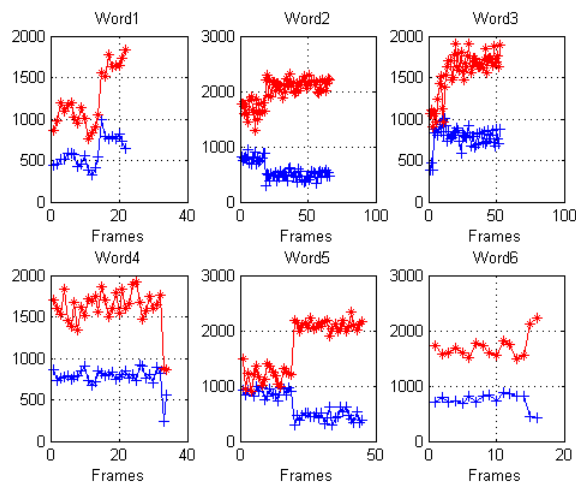 Word1 Word2 Word3
2000 3000 2000
1500 2000 1500
1000 1000
1000 500 500
0 0 0
0 20 40 0 50 100 0 50 100
Frames Frames Frames
Word4 Word5 Word6
2000 3000 3000
1500 2000 2000
1000
500 1000 1000
0 0 0
0 20 40 0 50 0 10 20
Frames Frames Frames